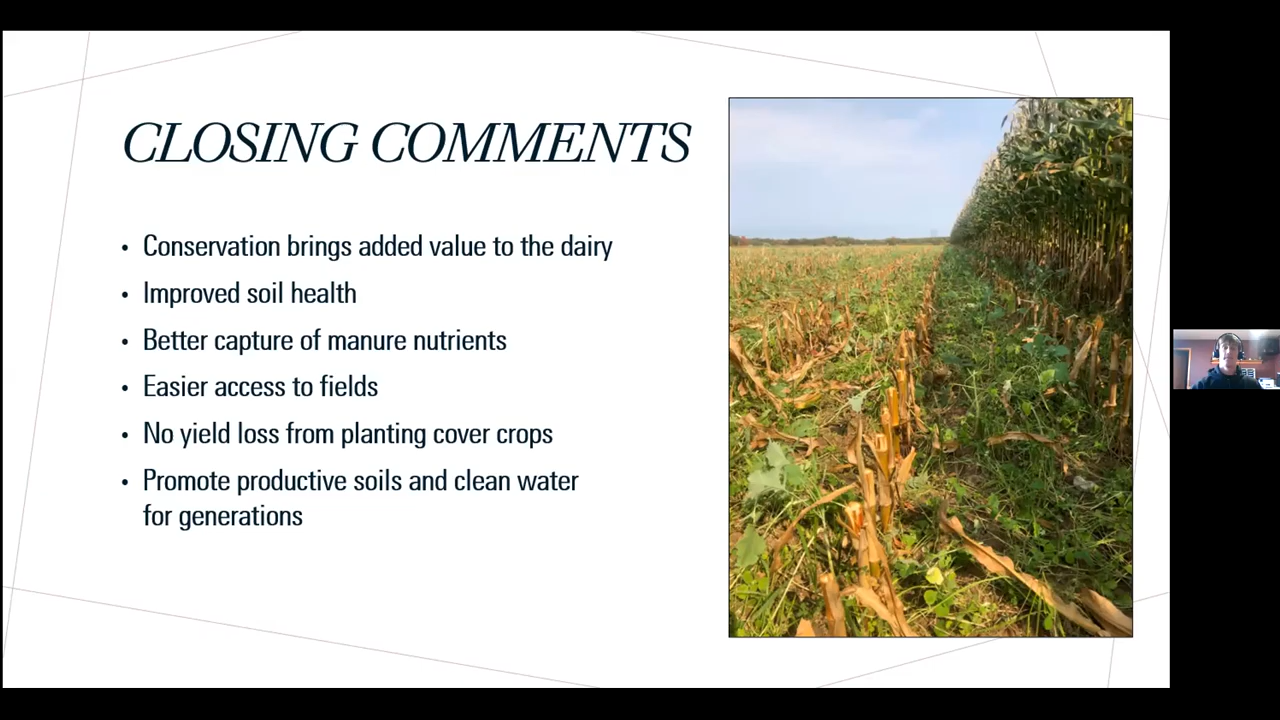 CLOSING COMMENTS
• Conservation brings added value to the dairy
• Improved soil health
• Better capture of manure nutrients
• Easier access to fields
• No yield loss from planting cover crops
• Promote productive soils and clean water
for generations